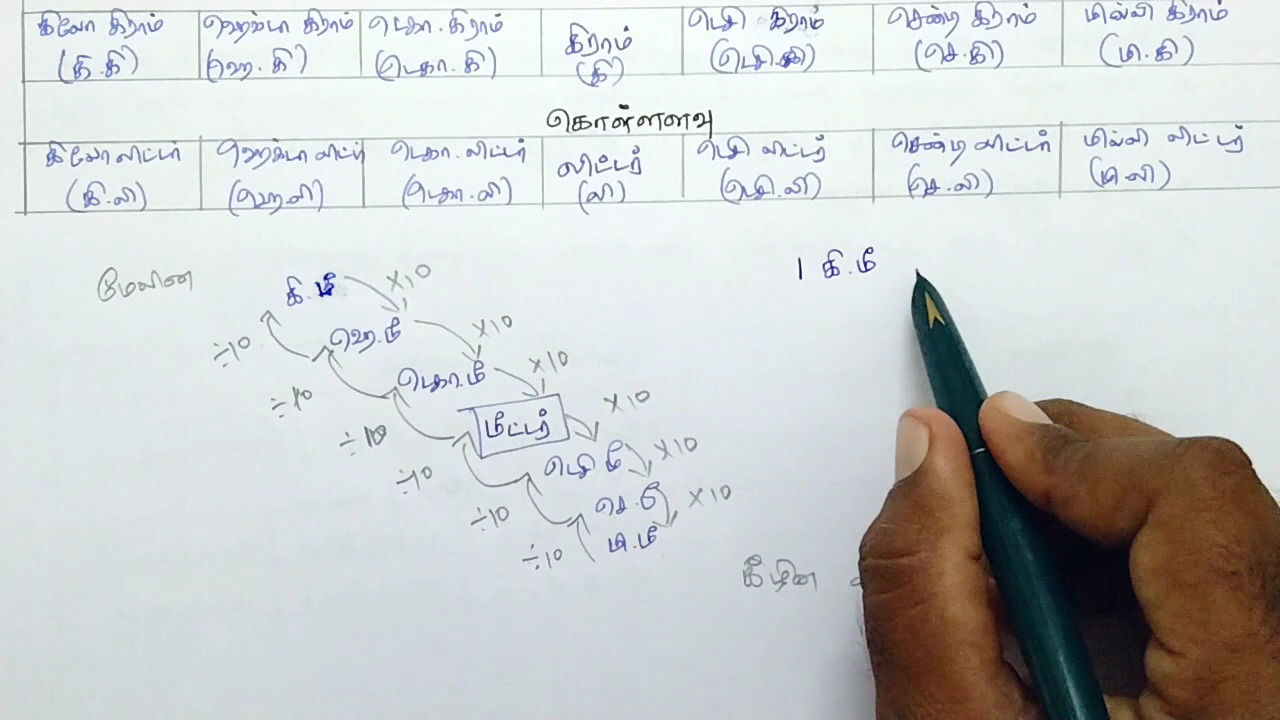 கிலோ கிராம் ஹெக்டா கிராம் டெகா.கிராம் கிராம் டெசி கிராம் சென்டி கிராம் மில்லி கிராம்
(கி.கி) (ஹெ.கி) (டெகா.கி) (கி) (டெசி.கி) (செ.கி) (மி.கி)
கொள்ளளவு
கிலோ லிட்டர் ஹெக்டா லிட்டர் டெகா.லிட்டர் லிட்டர் டெசி லிட்டர் சென்டி லிட்டர் மில்லி லிட்டர்
(கி.லி) (ஹெ.லி) (டெகா.லி) (லி) (டெசி.லி) (செ.லி) (மி.லி)
மேலின
கி.மீ ×10
1 கி.மீ
÷10 ஹெ.மீ ×10
÷10 டெகா.மீ ×10
÷10 மீட்டர் ×10
÷10 டெசி மீ ×10
÷10 செ.மீ ×10
÷10 மி.மீ
கீழின